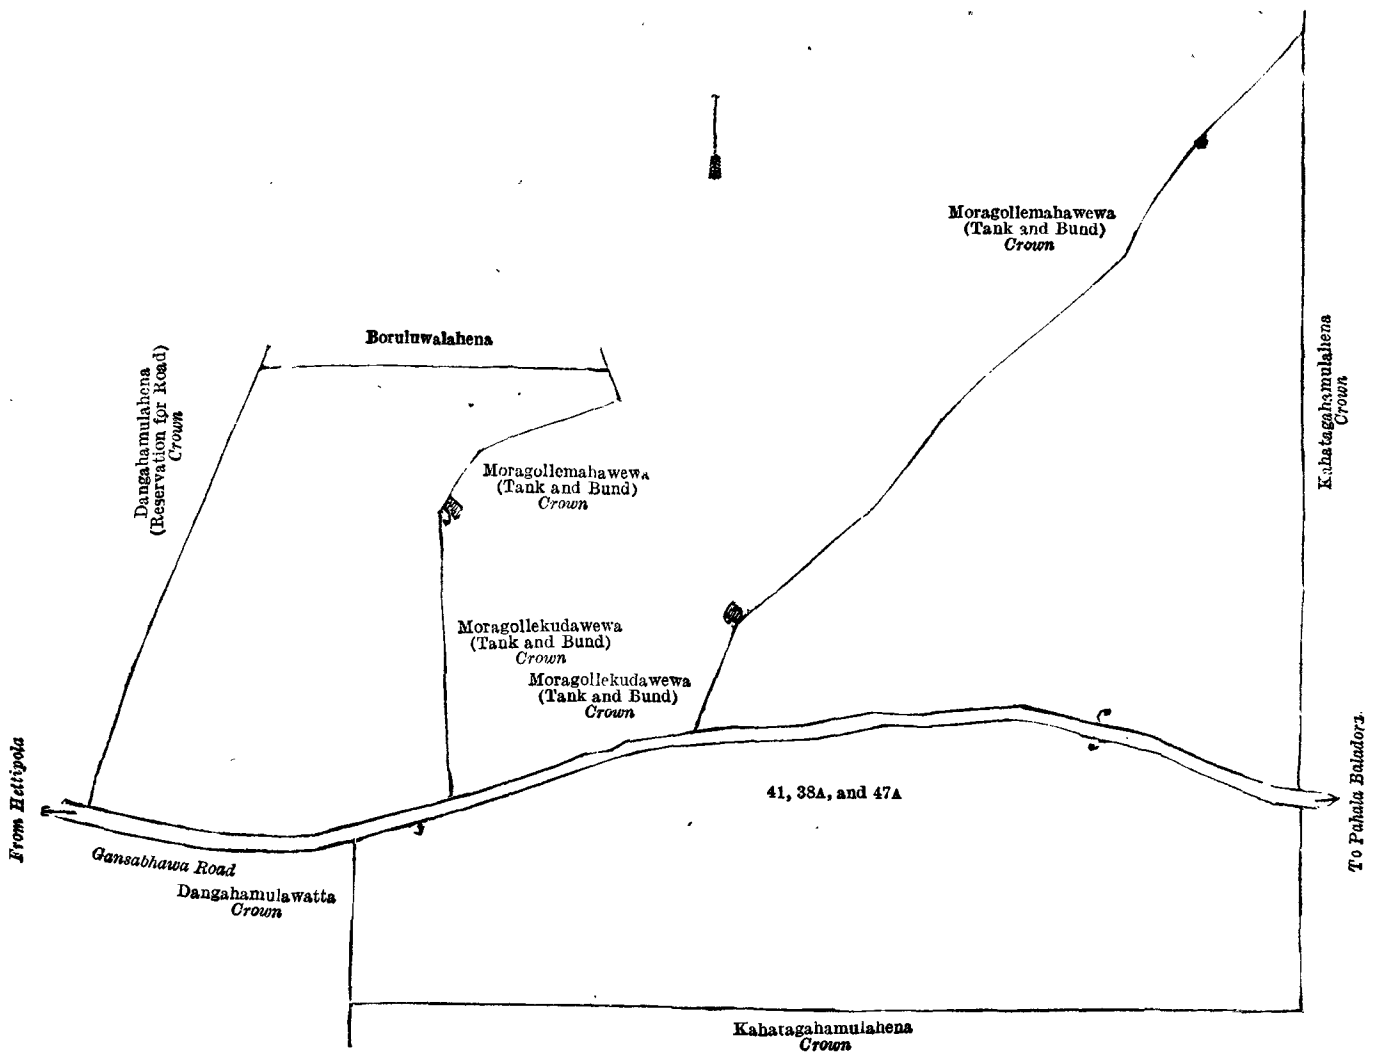 Moragollemahawewa
(Tank and Bund)
Crown
Boruluwalahena
Dangahamulahena
(Reservation for Road)
Crown
Kahatagahamulahena
Crown
Moragollemahawewa
(Tank and Bund)
Crown
Moragollekudawewa
(Tank and Bund)
Crown
Moragollekudawewa
(Tank and Bund)
Crown
From Hettipola
41, 38A, and 47A
To Pahala Baladora
Gansabhawa Road
Dangahamulawatta
Crown
Kahatagahamulahena
Crown